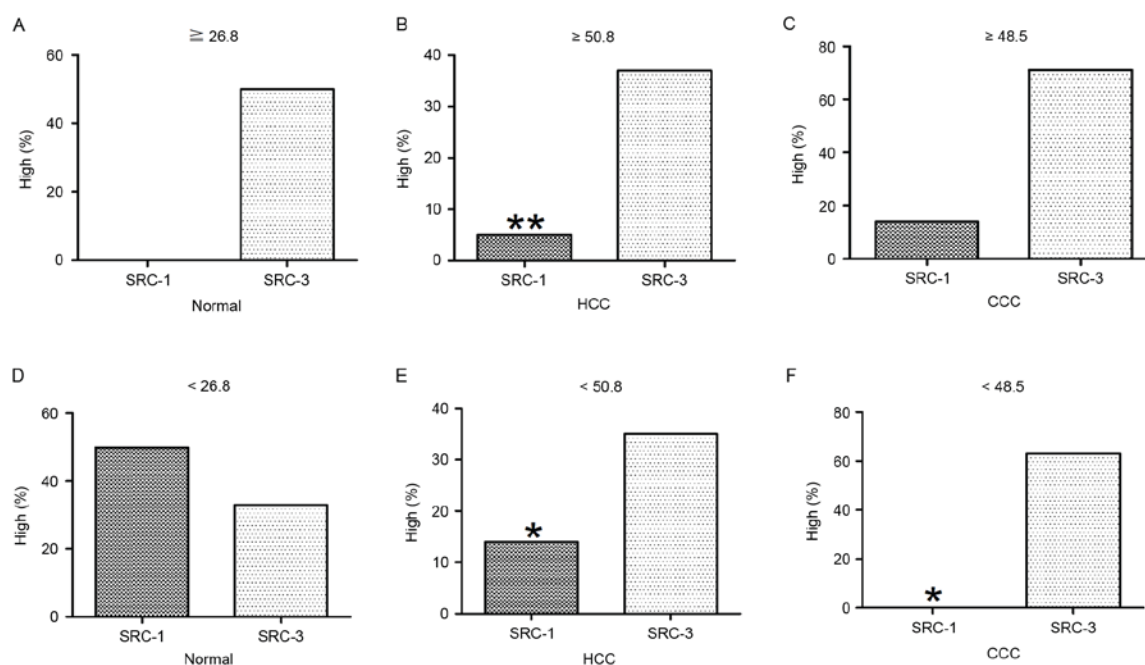 A
≧ 26.8
High (%)
60
40
20
0
SRC-1
SRC-3
Normal
B
≥ 50.8
High (%)
40
30
20
10
0
**
SRC-1
SRC-3
HCC
C
≥ 48.5
High (%)
80
60
40
20
0
SRC-1
SRC-3
CCC
D
< 26.8
High (%)
60
40
20
0
SRC-1
SRC-3
Normal
E
< 50.8
High (%)
40
30
20
10
0
*
SRC-1
SRC-3
HCC
F
< 48.5
High (%)
80
60
40
20
0
*
SRC-1
SRC-3
CCC